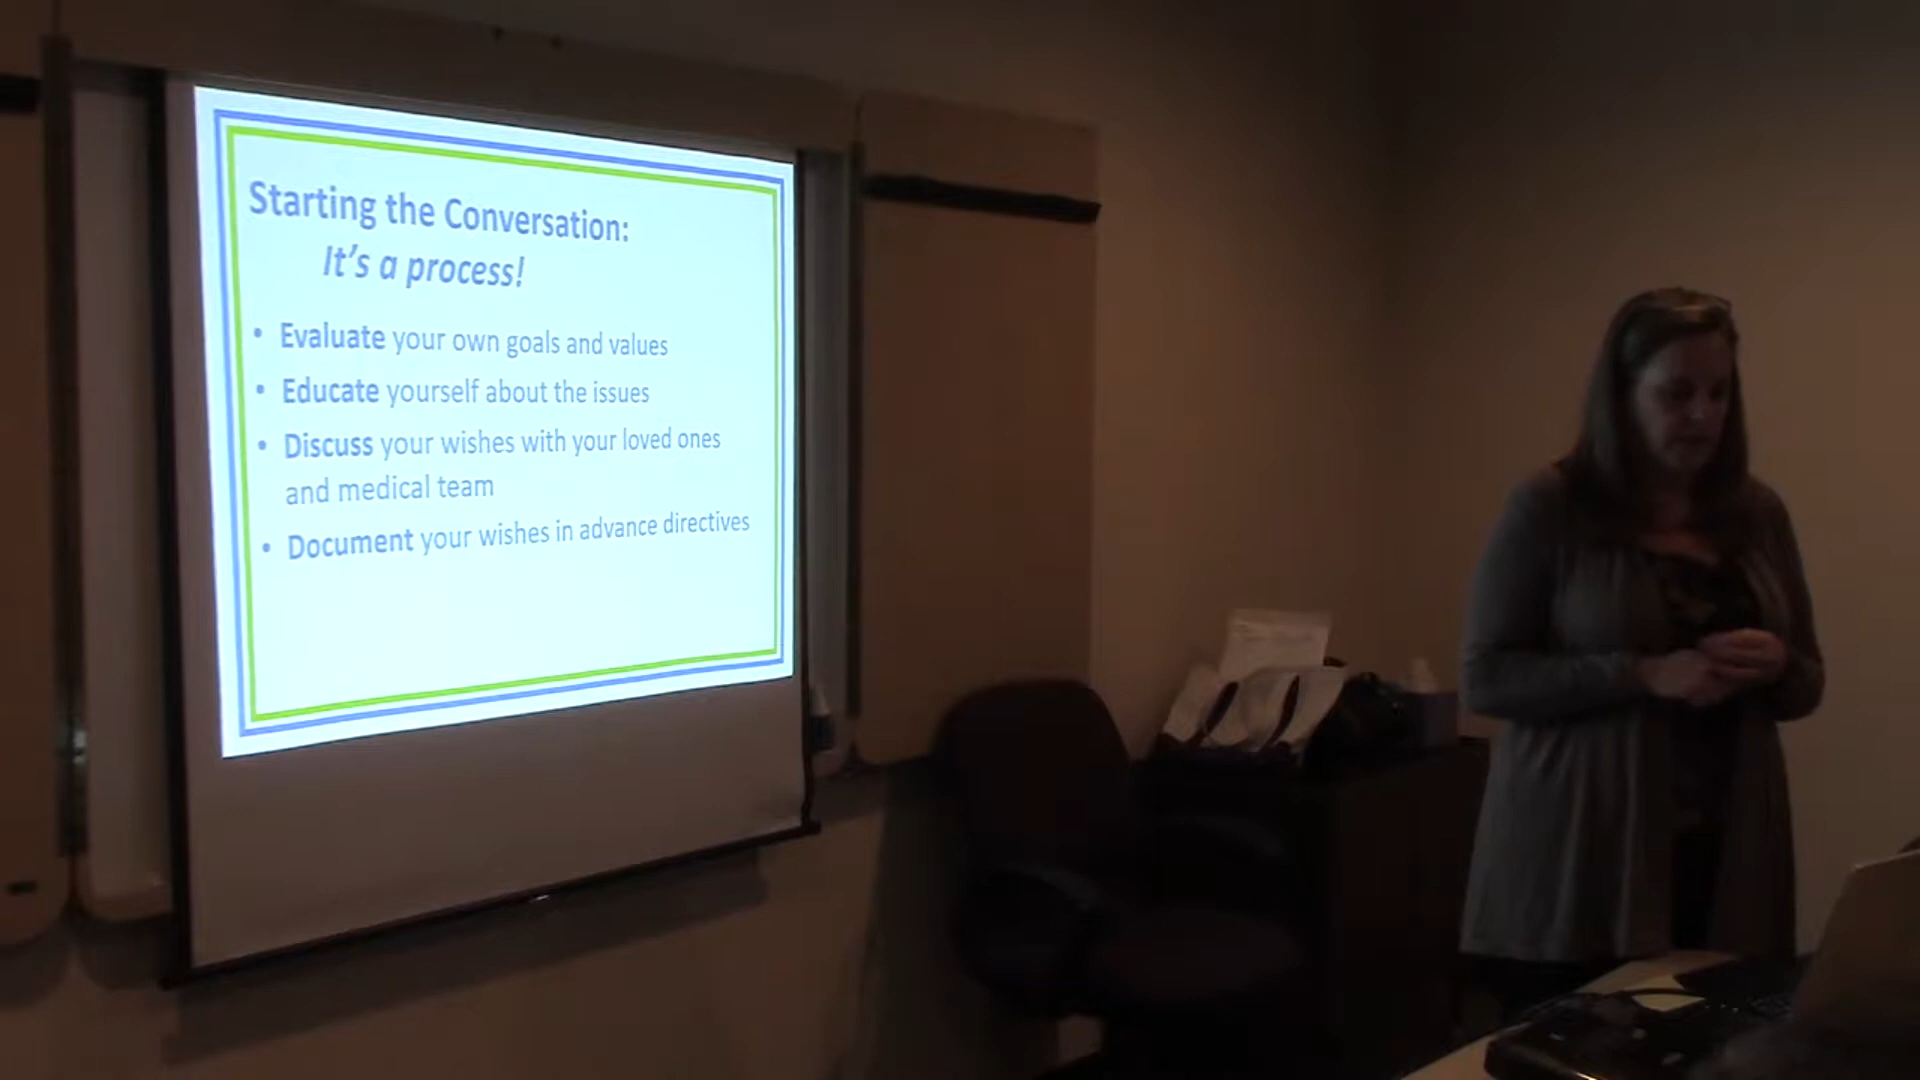 Starting the Conversation:
It's a process!
• Evaluate your own goals and values
• Educate yourself about the issues
• Discuss your wishes with your loved ones
and medical team
• Document your wishes in advance directives